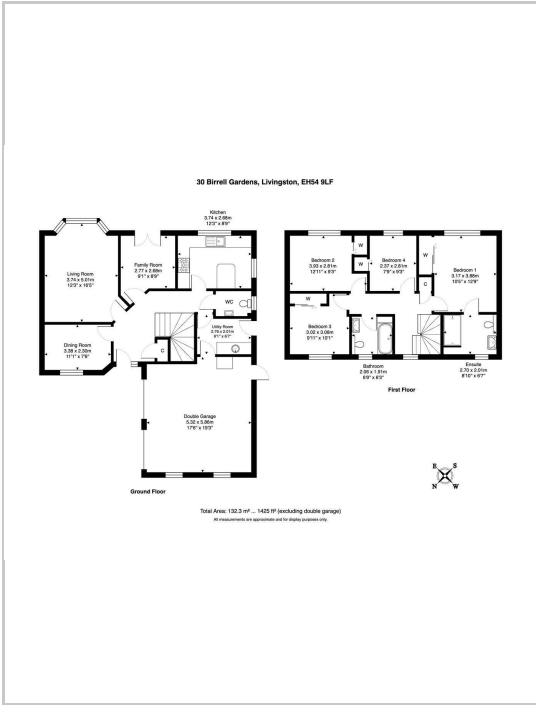 30 Birrell Gardens, Livingston, EH54 9LF
Kitchen
3.74 x 2.66m
12'3" x 8'9"
Living Room
3.74 x 5.01m
12'3" x 16'5"
Family Room
2.77 x 2.68m
9'1" x 8'9"
WC
Utility Room
2.76 x 2.01m
9'1" x 6'7"
Dining Room
3.38 x 2.30m
11'1" x 7'6"
C
Double Garage
5.32 x 5.86m
17'6" x 19'3"
Ground Floor
Bedroom 2
3.93 x 2.81m
12'11" x 9'3"
W
W
Bedroom 4
2.37 x 2.81m
7'9" x 9'3"
W
Bedroom 1
3.17 x 3.88m
10'5" x 12'9"
C
W
Bedroom 3
3.02 x 3.08m
9'11" x 10'1"
Bathroom
2.06 x 1.91m
6'9" x 6'3"
Ensuite
2.70 x 2.01m
8'10" x 6'7"
First Floor
E S
N W
Total Area: 132.3 m² ... 1425 ft² (excluding double garage)
All measurements are approximate and for display purposes only.